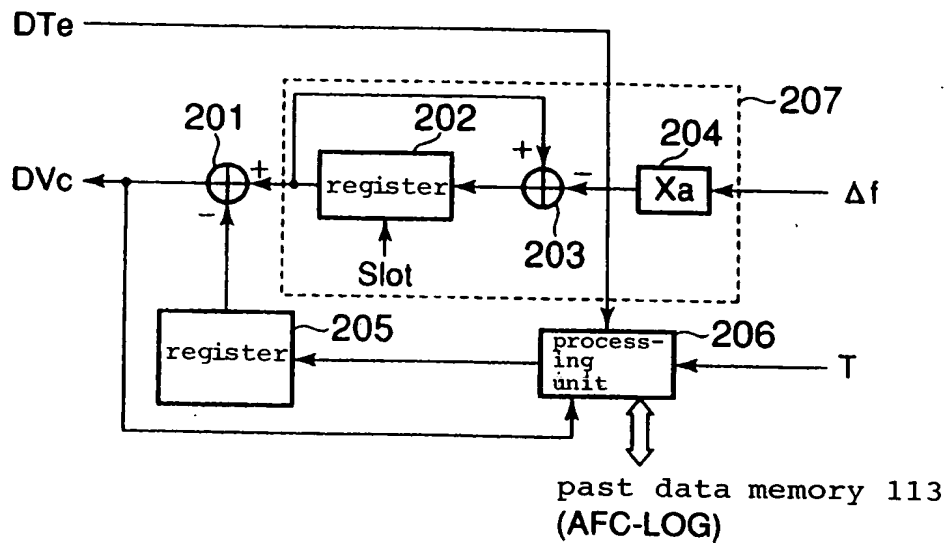 DTe
207
201
202
204
+
+
-
DVc
register
Xa
Δf
-
203
Slot
205
206
register
process-
ing
unit
T
past data memory 113
(AFC-LOG)